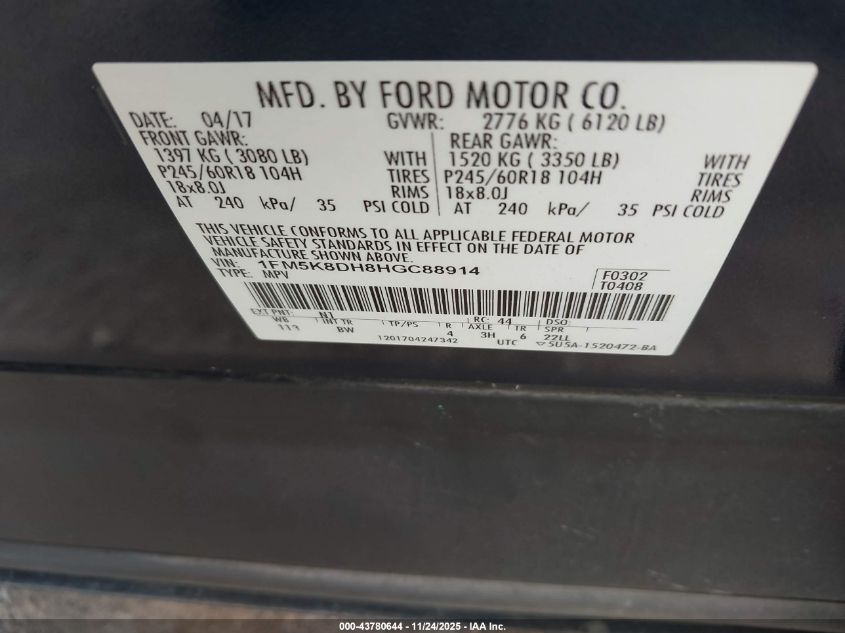 MFD. BY FORD MOTOR CO.
DATE: 04/17 GVWR: 2776 KG ( 6120 LB)
FRONT GAWR: REAR GAWR:
1397 KG ( 3080 LB) WITH 1520 KG ( 3350 LB) WITH
P245/60R18 104H TIRES P245/60R18 104H TIRES
18x8.0J RIMS 18x8.0J RIMS
AT 240 kPa/ 35 PSI COLD AT 240 kPa/ 35 PSI COLD
THIS VEHICLE CONFORMS TO ALL APPLICABLE FEDERAL MOTOR
VEHICLE SAFETY STANDARDS IN EFFECT ON THE DATE OF
MANUFACTURE SHOWN ABOVE.
VIN: 1FM5K8DH8HGC88914 F0302
TYPE: MPV T0408
EXT PNT: N1 RC: 44 DSO:
WB INT TR TP/PS R AXLE TR SPR
113 BW 4 3H 6 22LL
1201704247342 UTC ▽ 5U5A-1520472-BA
000-43780644 - 11/24/2025 - IAA Inc.